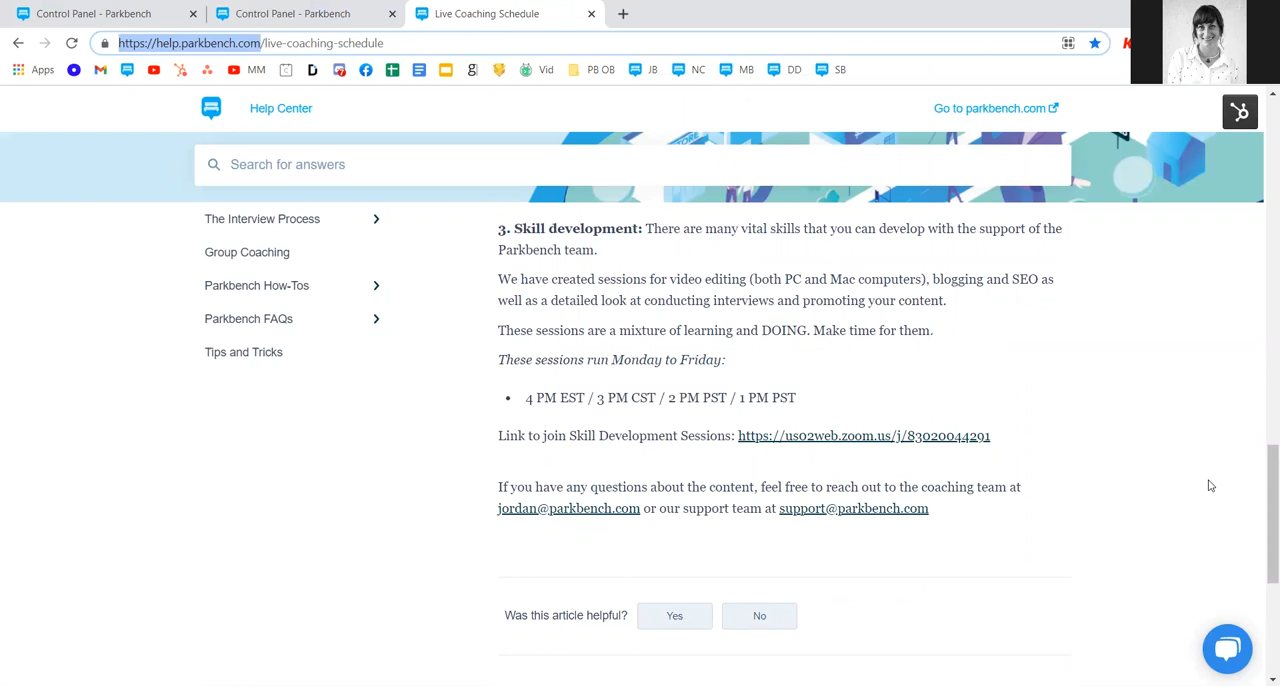 Control Panel - Parkbench
Control Panel - Parkbench
Live Coaching Schedule
https://help.parkbench.com/live-coaching-schedule
Apps
MM
Vid
PB OB
JB
NC
MB
DD
SB
Help Center
Go to parkbench.com
Search for answers
The Interview Process
Group Coaching
Parkbench How-Tos
Parkbench FAQs
Tips and Tricks
3. Skill development: There are many vital skills that you can develop with the support of the
Parkbench team.
We have created sessions for video editing (both PC and Mac computers), blogging and SEO as
well as a detailed look at conducting interviews and promoting your content.
These sessions are a mixture of learning and DOING. Make time for them.
These sessions run Monday to Friday:
• 4 PM EST / 3 PM CST / 2 PM PST / 1 PM PST
Link to join Skill Development Sessions: https://us02web.zoom.us/j/83020044291
If you have any questions about the content, feel free to reach out to the coaching team at
jordan@parkbench.com or our support team at support@parkbench.com
Was this article helpful?
Yes
No